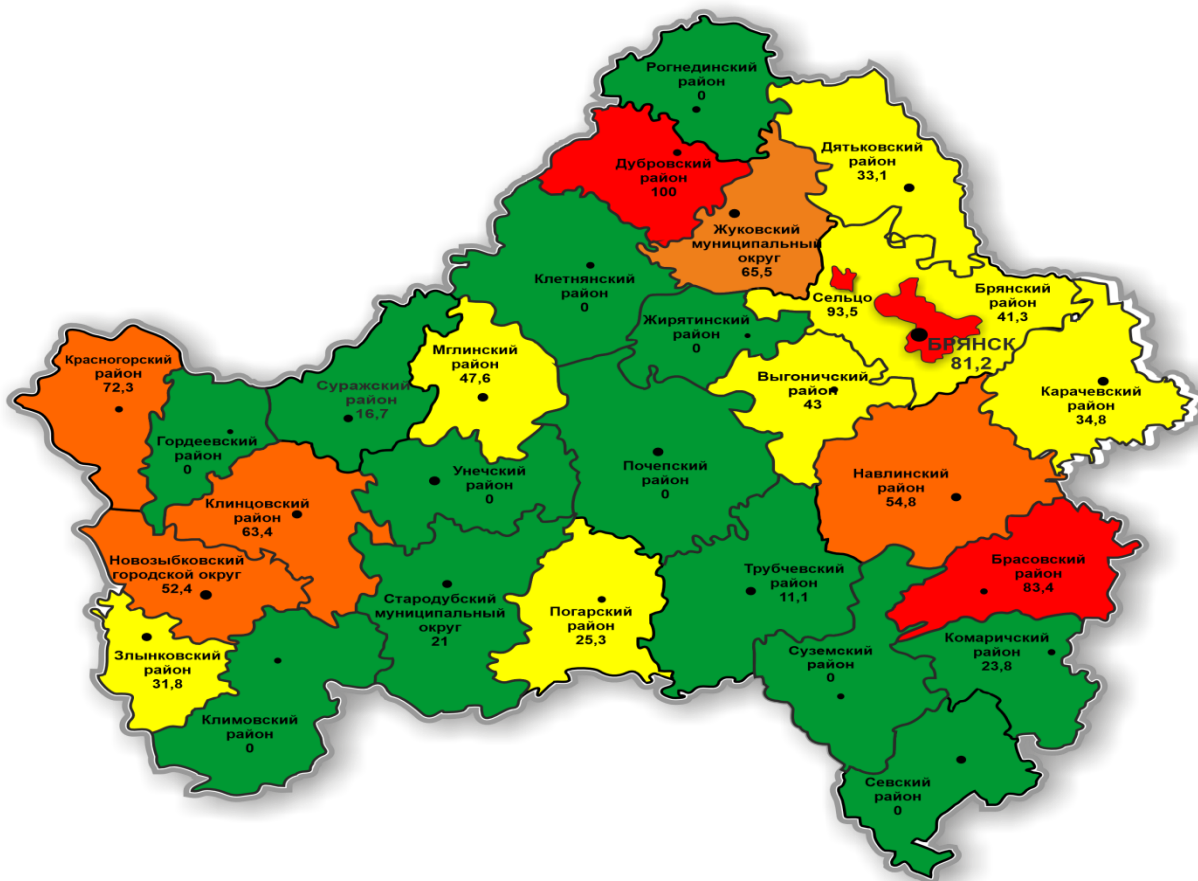 Рогнединский
район
0
Дубровский
район
100
Дятьковский
район
33,1
Жуковский
муниципальный
округ
65,5
Клетнянский
район
0
Сельцо
93,5
Брянский
район
41,3
Жирятинский
район
0
БРЯНСК
81,2
Мглинский
район
47,6
Красногорский
район
72,3
Суражский
район
16,7
Выгоничский
район
43
Карачевский
район
34,8
Гордеевский
район
0
Унечский
район
0
Почепский
район
0
Навлинский
район
54,8
Клинцовский
район
63,4
Новозыбковский
городской округ
52,4
Брасовский
район
83,4
Трубчевский
район
11,1
Стародубский
муниципальный
округ
21
Погарский
район
25,3
Злынковский
район
31,8
Комаричский
район
23,8
Суземский
район
0
Климовский
район
0
Севский
район
0